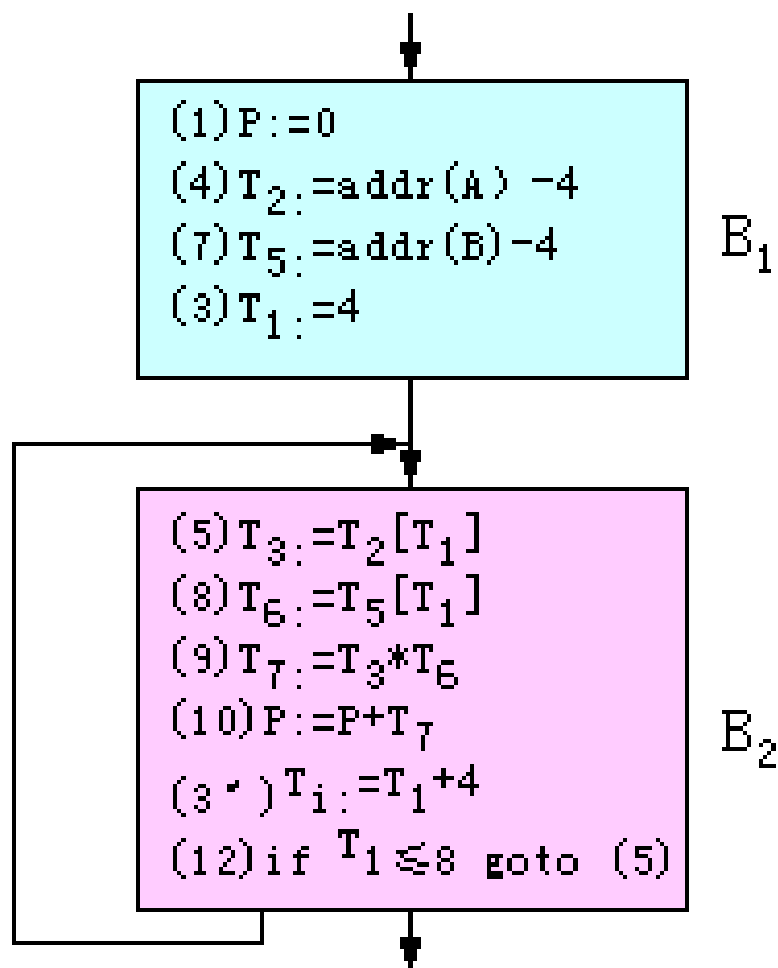 (1)P:=0
(4)T2:=addr(A) -4
(7)T5:=addr(B)-4
(3)T1:=4
B1
(5)T3:=T2[T1]
(8)T6:=T5[T1]
(9)T7:=T3*T6
(10)P:=P+T7
(3')Ti:=T1+4
(12)if T1≤8 goto (5)
B2